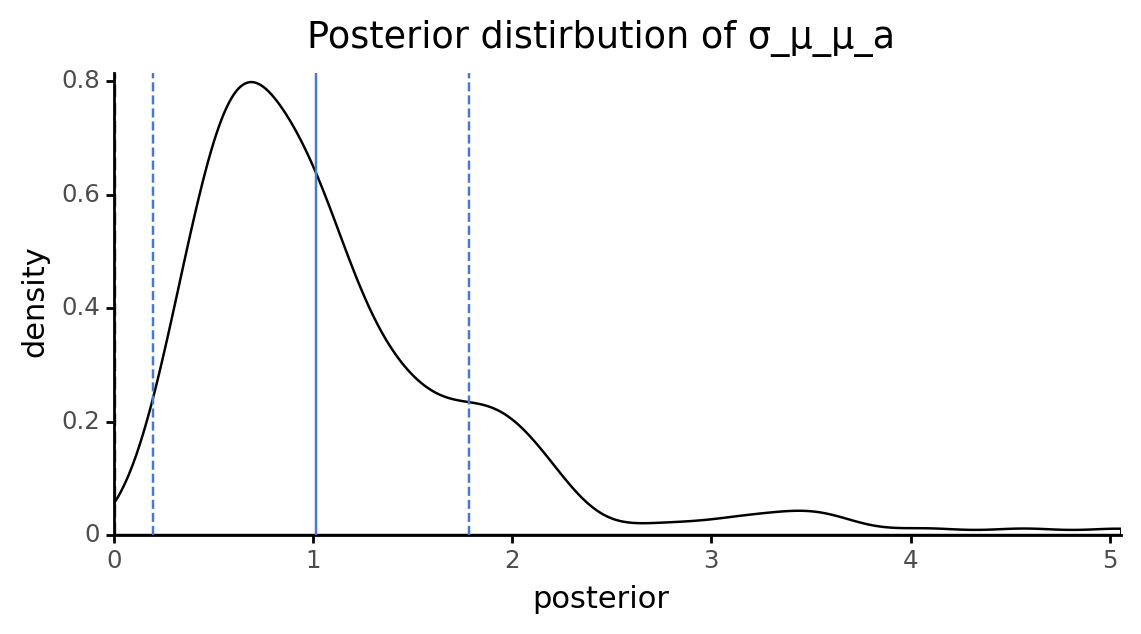 Posterior distirbution of σ_μ_μ_a
0.8
0.6
0.4
0.2
0
density
0 1 2 3 4 5
posterior